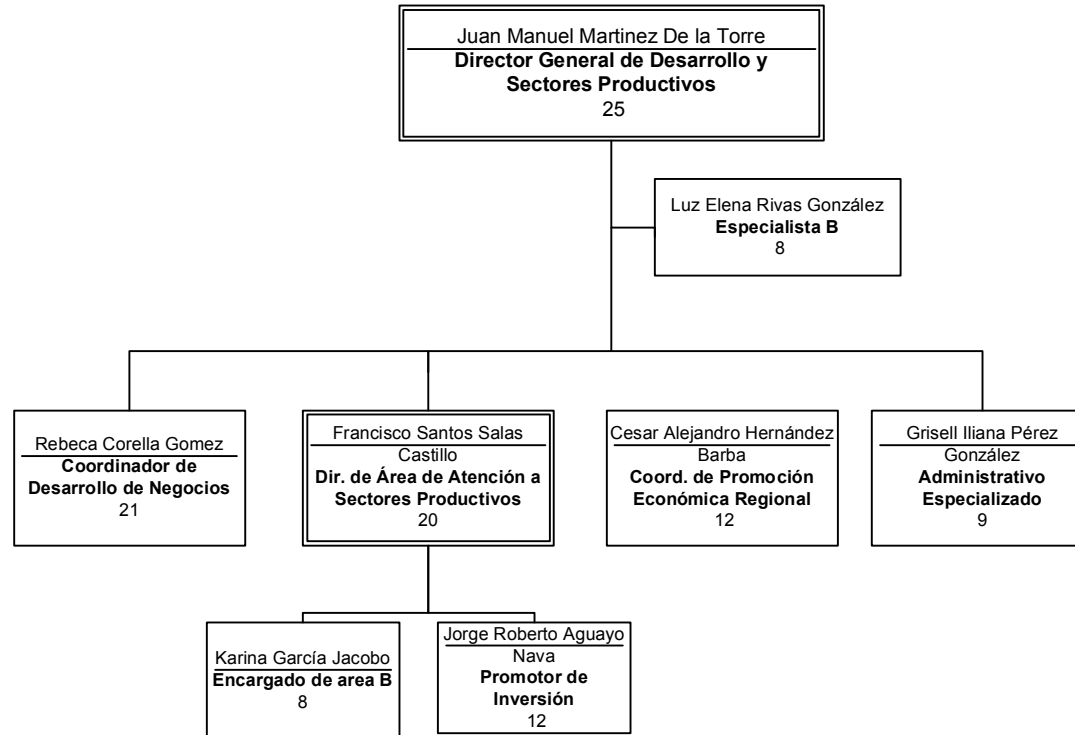 Juan Manuel Martinez De la Torre
Director General de Desarrollo y
Sectores Productivos
25
Luz Elena Rivas González
Especialista B
8
Rebeca Corella Gomez
Coordinador de
Desarrollo de Negocios
21
Francisco Santos Salas
Castillo
Dir. de Área de Atención a
Sectores Productivos
20
Cesar Alejandro Hernández
Barba
Coord. de Promoción
Económica Regional
12
Grisell Iliana Pérez
González
Administrativo
Especializado
9
Karina García Jacobo
Encargado de area B
8
Jorge Roberto Aguayo
Nava
Promotor de
Inversión
12